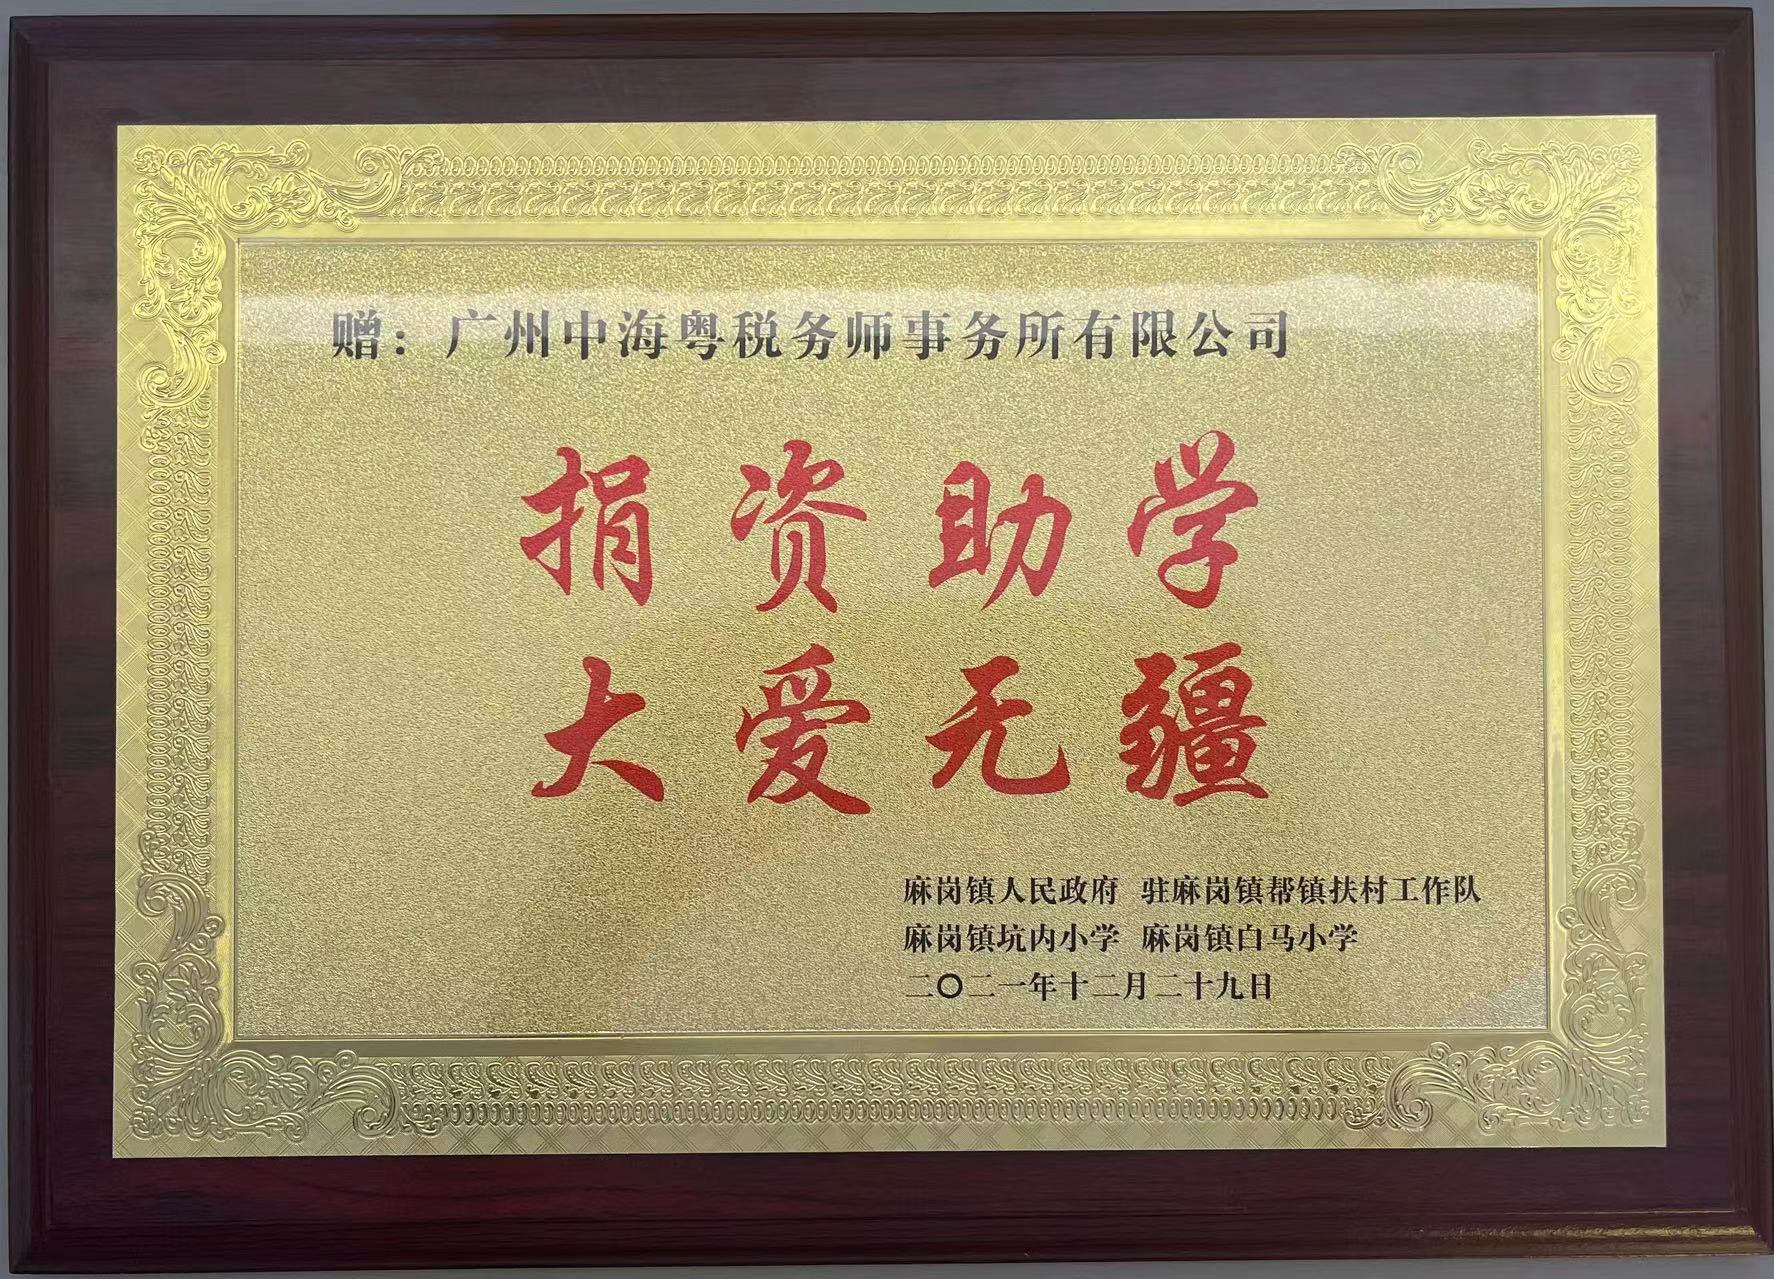 赠：广州中海粤税务师事务所有限公司
捐资助学
大爱无疆
麻岗镇人民政府 驻麻岗镇帮镇扶村工作队
麻岗镇坑内小学 麻岗镇白马小学
二〇二一年十二月二十九日